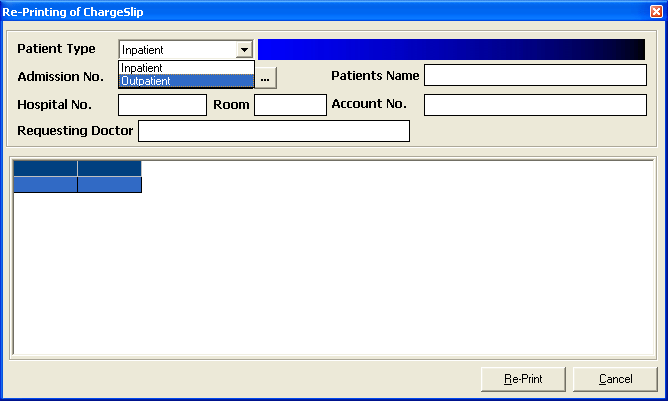 Re-Printing of ChargeSlip
Patient Type Inpatient
Inpatient
Admission No. Outpatient ... Patients Name
Hospital No. Room Account No.
Requesting Doctor
Re-Print Cancel